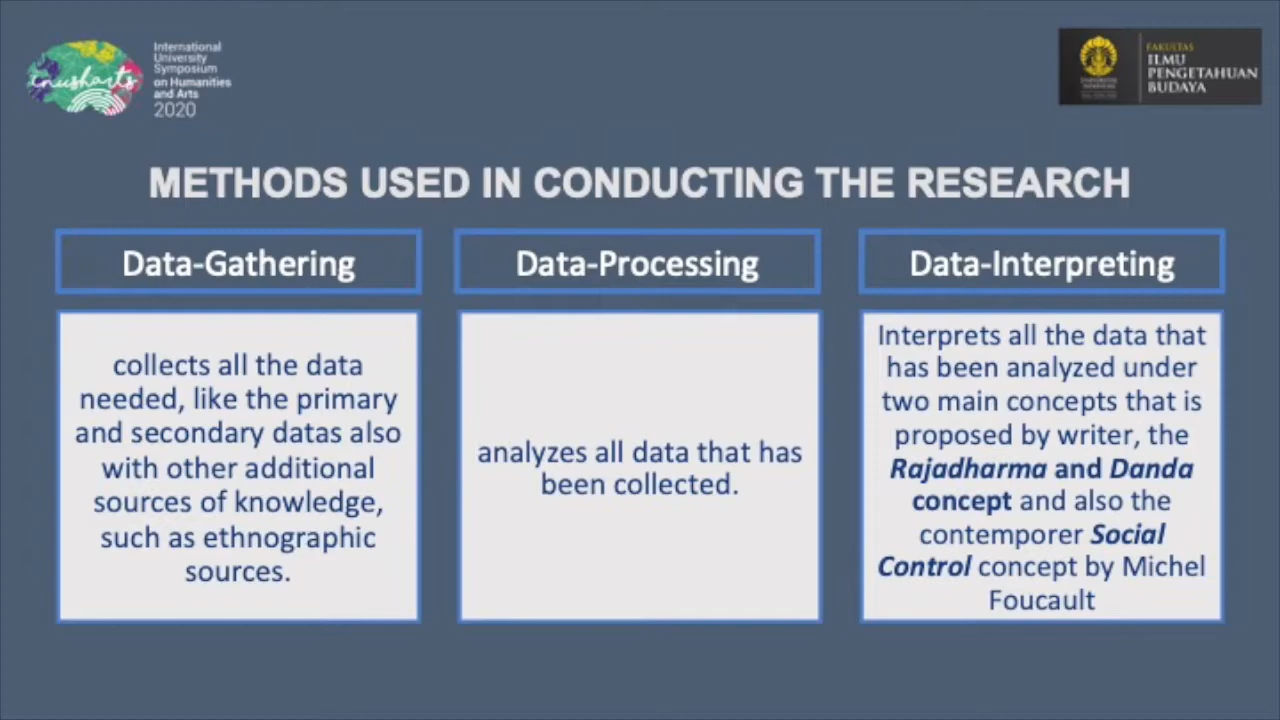 inusharts
International
University
Symposium
on Humanities
and Arts
2020
FAKULTAS
ILMU
PENGETAHUAN
BUDAYA
METHODS USED IN CONDUCTING THE RESEARCH
Data-Gathering
collects all the data
needed, like the primary
and secondary datas also
with other additional
sources of knowledge,
such as ethnographic
sources.
Data-Processing
analyzes all data that has
been collected.
Data-Interpreting
Interprets all the data that
has been analyzed under
two main concepts that is
proposed by writer, the
Rajadharma and Danda
concept and also the
contemporer Social
Control concept by Michel
Foucault